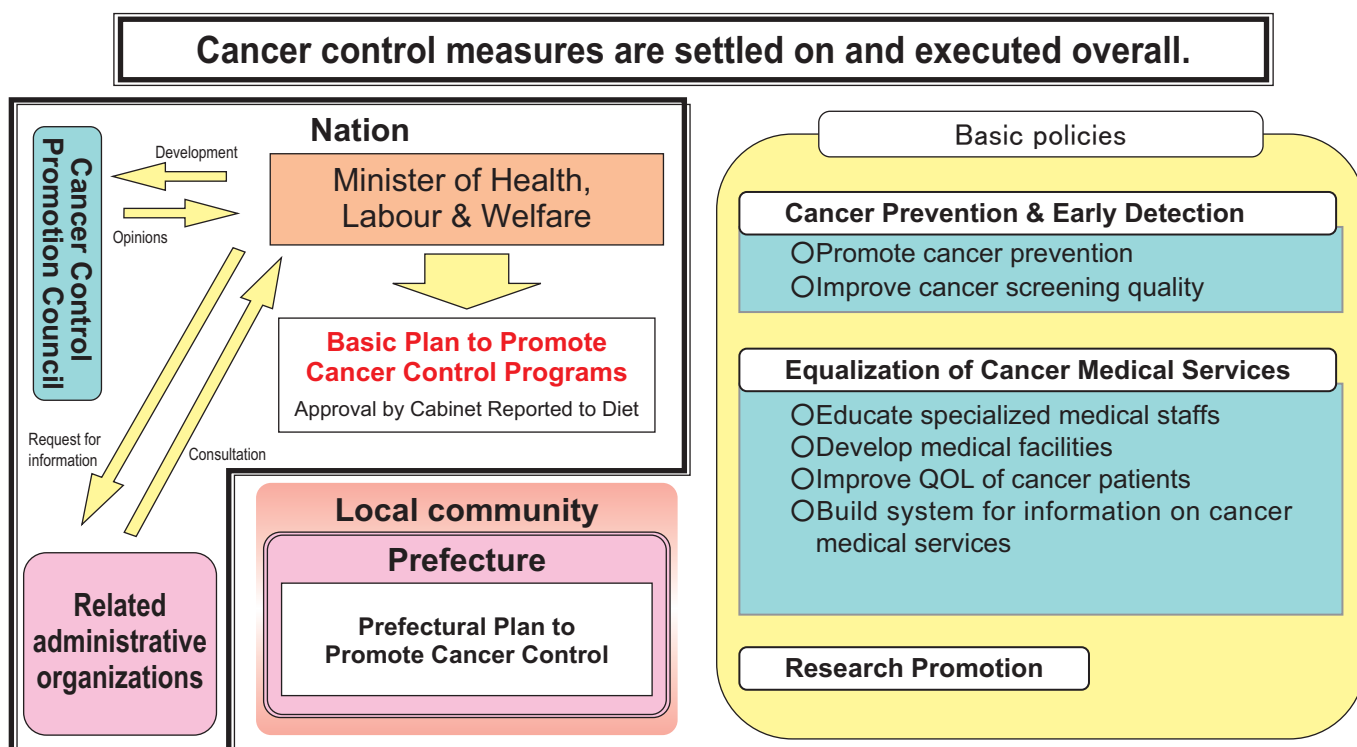 Cancer control measures are settled on and executed overall.
Nation
Cancer Control
Promotion Council
Development
Opinions
Minister of Health,
Labour & Welfare
Basic Plan to Promote
Cancer Control Programs
Approval by Cabinet Reported to Diet
Request for
information
Consultation
Related
administrative
organizations
Local community
Prefecture
Prefectural Plan to
Promote Cancer Control
Basic policies
Cancer Prevention & Early Detection
○Promote cancer prevention
○Improve cancer screening quality
Equalization of Cancer Medical Services
○Educate specialized medical staffs
○Develop medical facilities
○Improve QOL of cancer patients
○Build system for information on cancer
medical services
Research Promotion